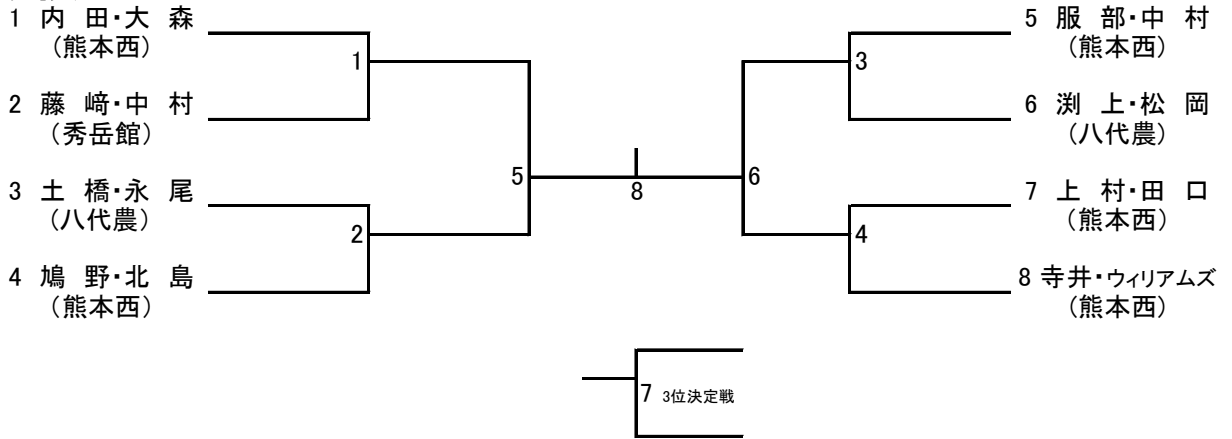 1 内 田・大 森
(熊本西)
2 藤 﨑・中 村
(秀岳館)
3 土 橋・永 尾
(八代農)
4 鳩 野・北 島
(熊本西)
1
2
5
8
6
3
4
5 服 部・中 村
(熊本西)
6 渕 上・松 岡
(八代農)
7 上 村・田 口
(熊本西)
8 寺井・ウィリアムズ
(熊本西)
7 3位決定戦